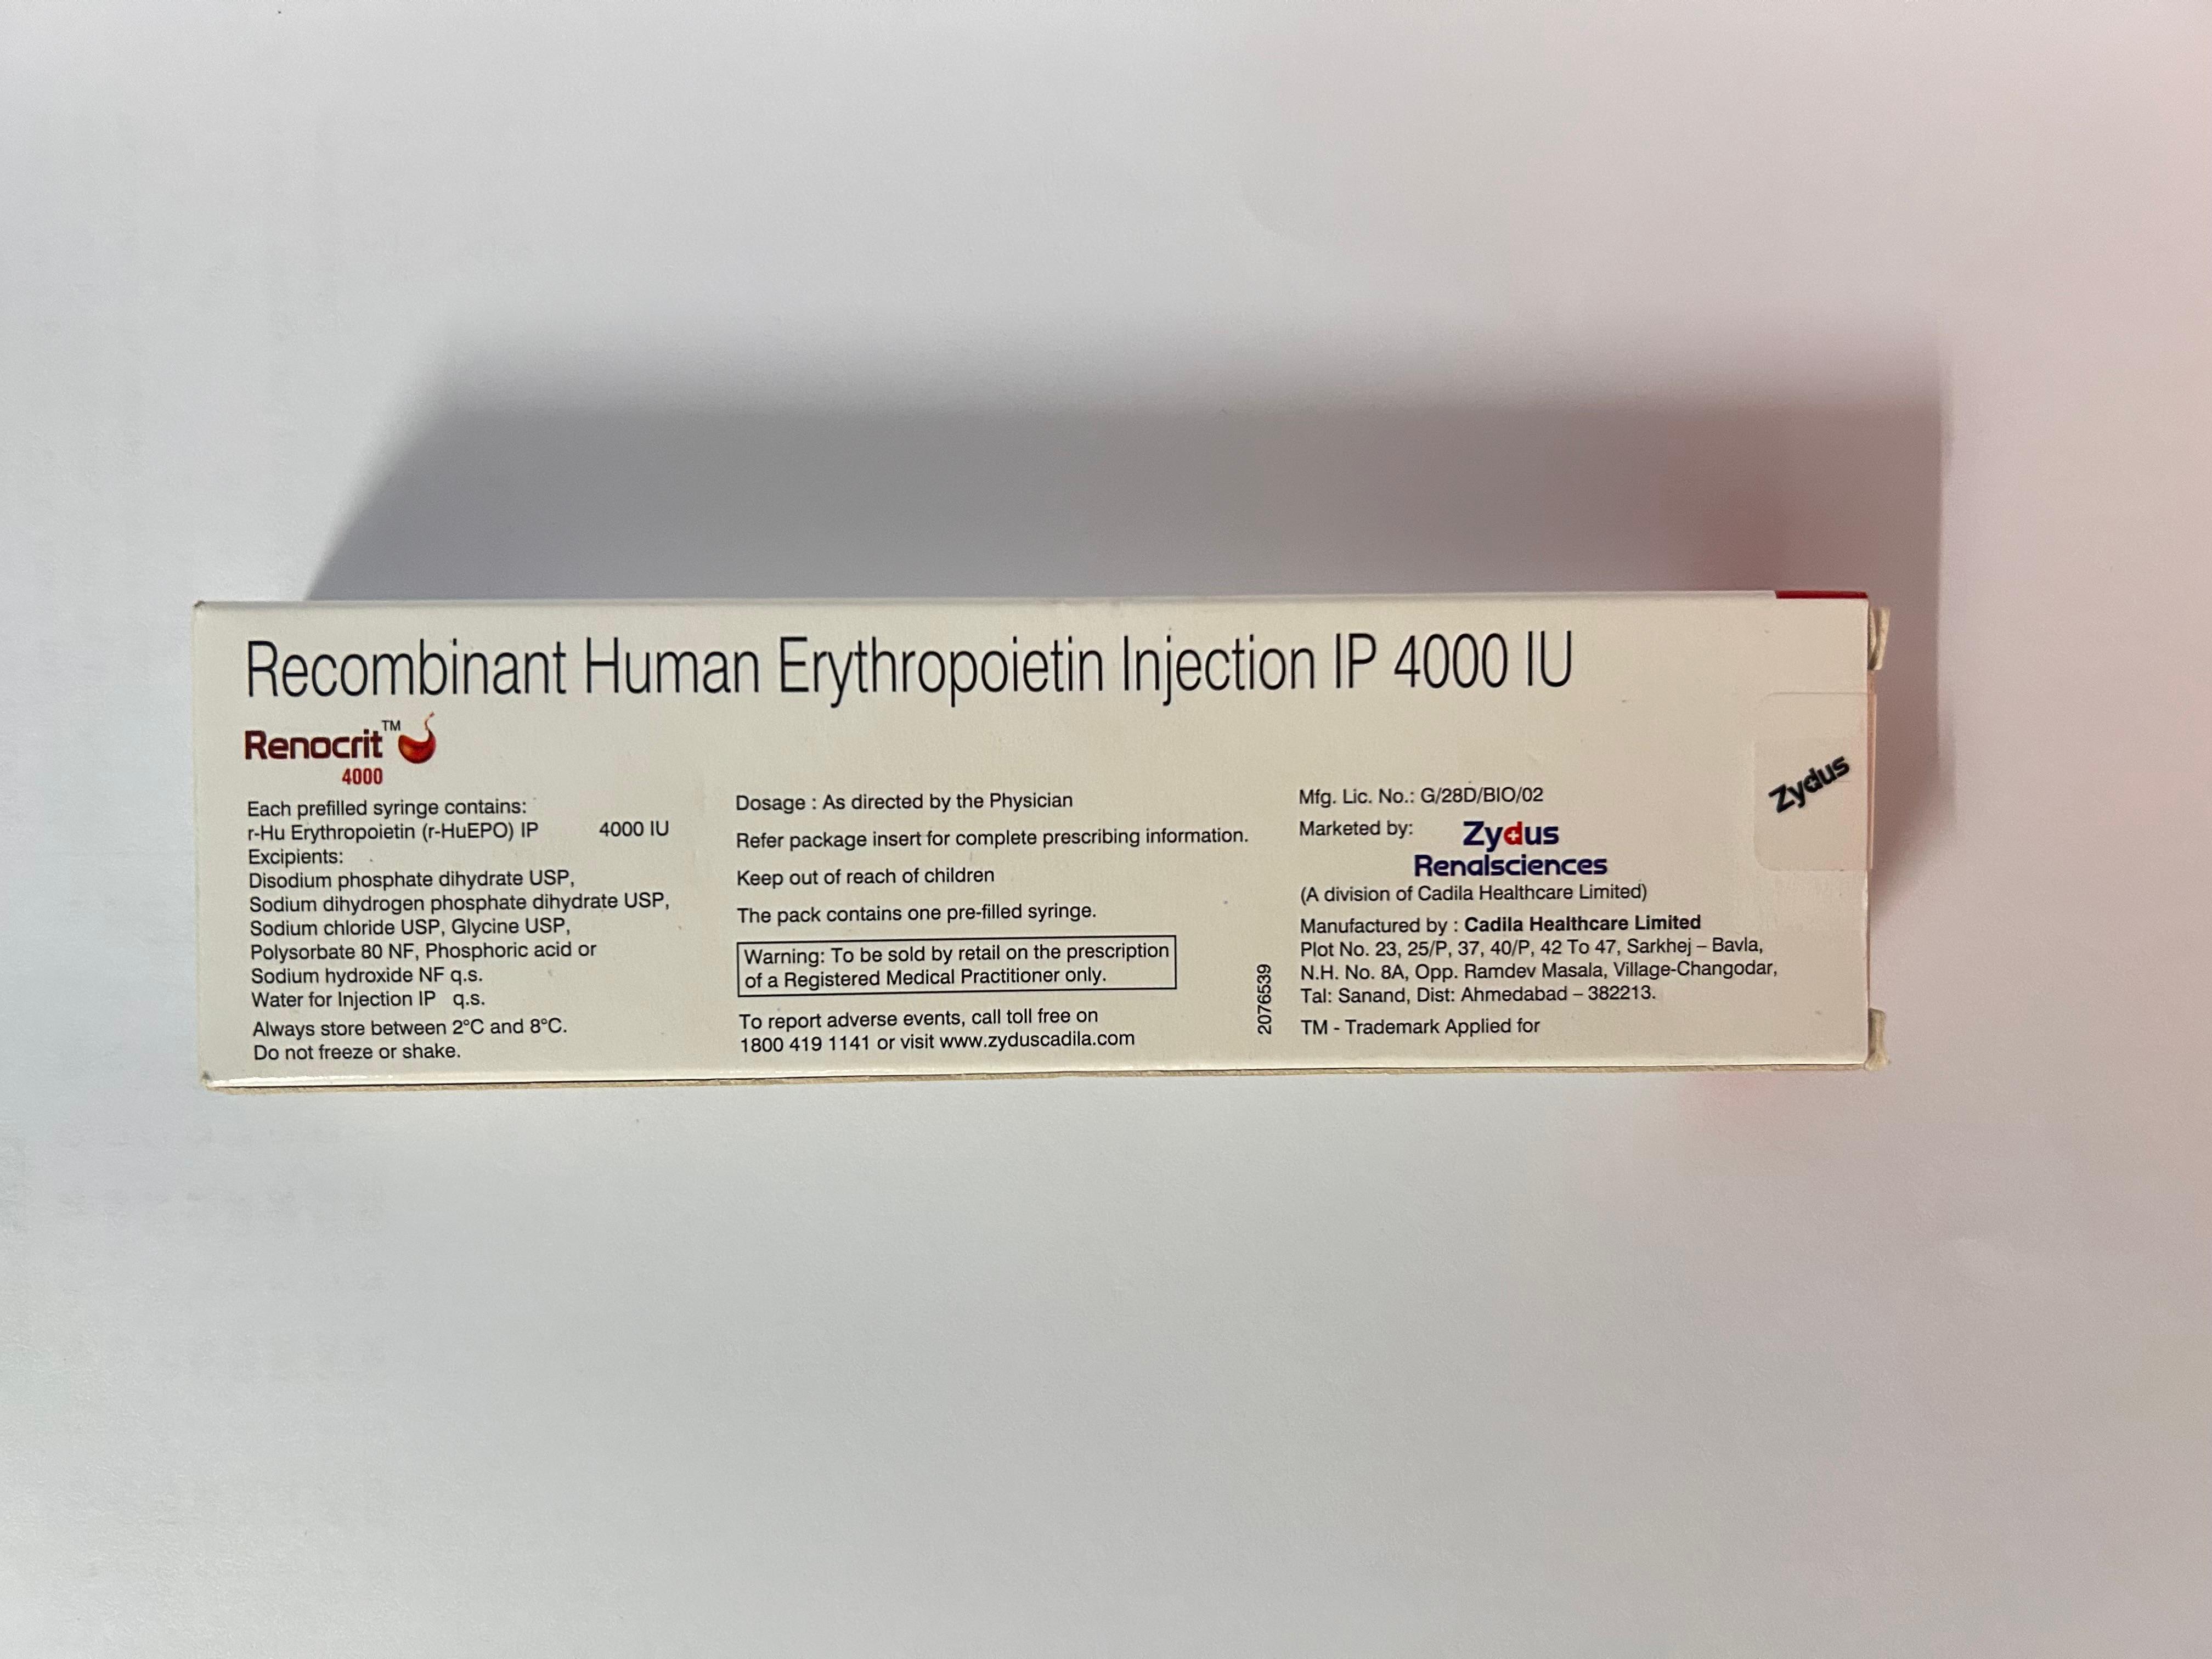 Recombinant Human Erythropoietin Injection IP 4000 IU
Renocrit™
4000
Each prefilled syringe contains:
r-Hu Erythropoietin (r-HuEPO) IP 4000 IU
Excipients:
Disodium phosphate dihydrate USP,
Sodium dihydrogen phosphate dihydrate USP,
Sodium chloride USP, Glycine USP,
Polysorbate 80 NF, Phosphoric acid or
Sodium hydroxide NF q.s.
Water for Injection IP q.s.
Always store between 2°C and 8°C.
Do not freeze or shake.
Dosage : As directed by the Physician
Refer package insert for complete prescribing information.
Keep out of reach of children
The pack contains one pre-filled syringe.
Warning: To be sold by retail on the prescription
of a Registered Medical Practitioner only.
To report adverse events, call toll free on
1800 419 1141 or visit www.zyduscadila.com
2076539
Mfg. Lic. No.: G/28D/BIO/02
Marketed by: Zydus
Renalsciences
(A division of Cadila Healthcare Limited)
Manufactured by : Cadila Healthcare Limited
Plot No. 23, 25/P, 37, 40/P, 42 To 47, Sarkhej – Bavla,
N.H. No. 8A, Opp. Ramdev Masala, Village-Changodar,
Tal: Sanand, Dist: Ahmedabad – 382213.
TM - Trademark Applied for
Zydus